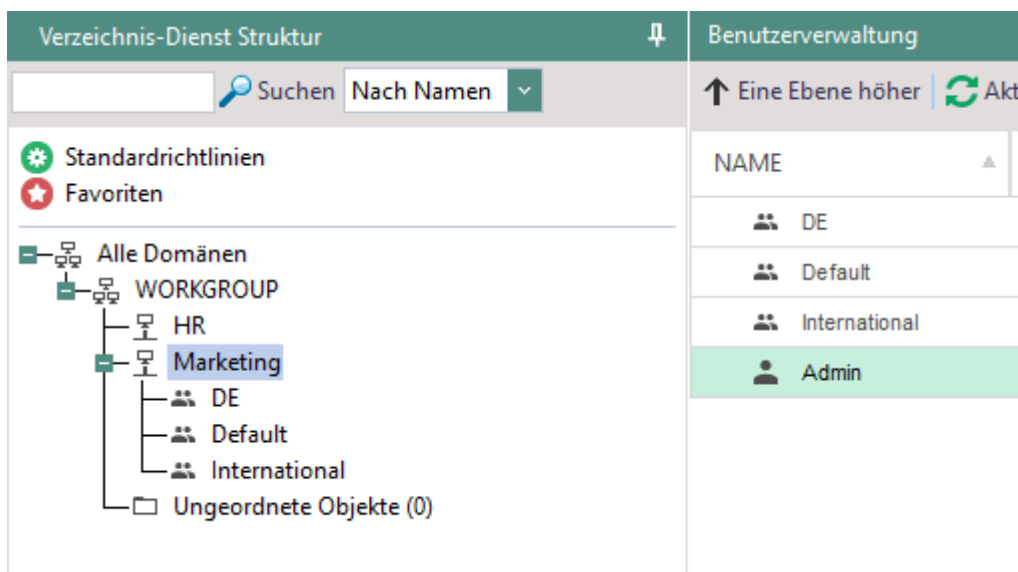 Verzeichnis-Dienst Struktur
Suchen Nach Namen
Standardrichtlinien
Favoriten
Alle Domänen
WORKGROUP
HR
Marketing
DE
Default
International
Ungeordnete Objekte (0)
Benutzerverwaltung
Eine Ebene höher Akt
NAME
DE
Default
International
Admin